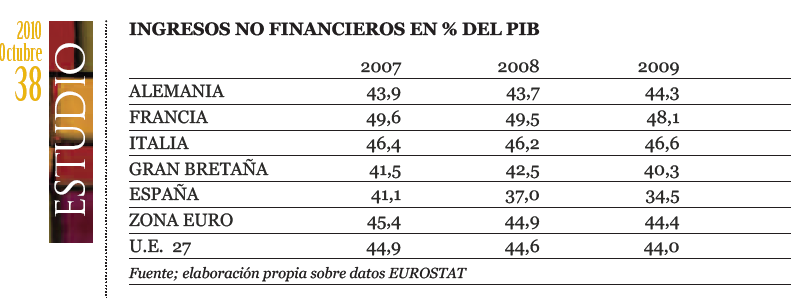 2010
Octubre
38
ESTUDIO
INGRESOS NO FINANCIEROS EN % DEL PIB
2007 2008 2009
ALEMANIA 43,9 43,7 44,3
FRANCIA 49,6 49,5 48,1
ITALIA 46,4 46,2 46,6
GRAN BRETAÑA 41,5 42,5 40,3
ESPAÑA 41,1 37,0 34,5
ZONA EURO 45,4 44,9 44,4
U.E. 27 44,9 44,6 44,0
Fuente; elaboración propia sobre datos EUROSTAT